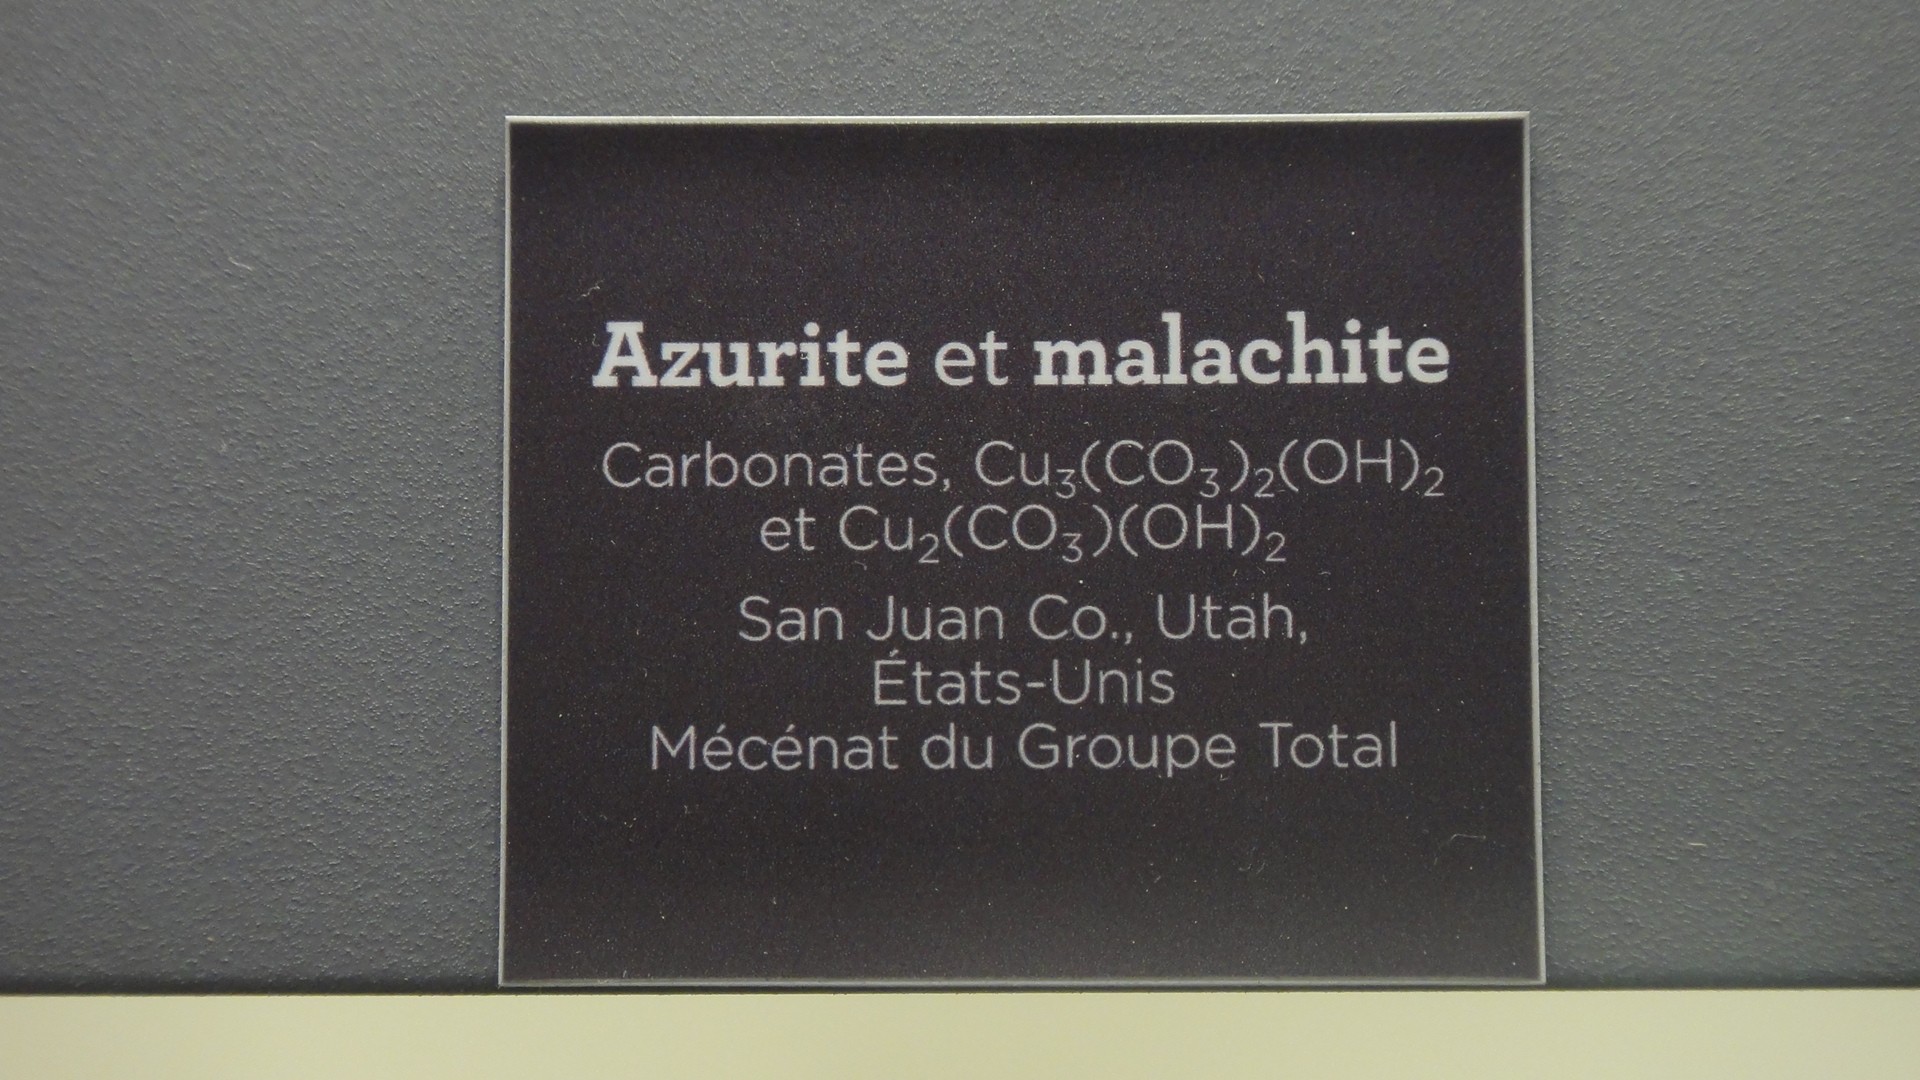 Azurite et malachite
Carbonates, Cu₃(CO₃)₂(OH)₂
et Cu₂(CO₃)(OH)₂
San Juan Co., Utah,
États-Unis
Mécénat du Groupe Total